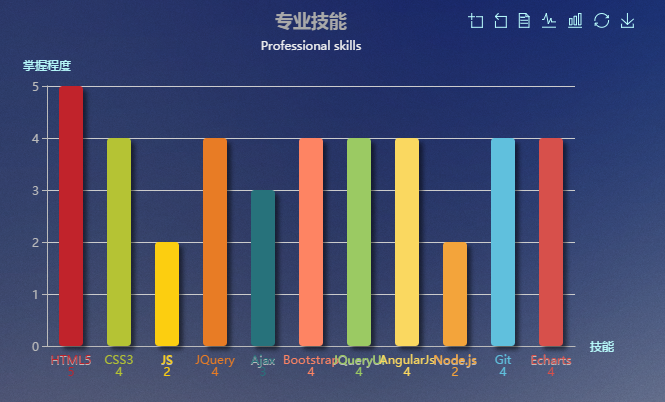 专业技能
Professional skills
掌握程度
5
4
3
2
1
0
HTML5 CSS3 JS JQuery Ajax Bootstrap JQueryUI AngularJs Node.js Git Echarts
5 4 2 4 3 4 4 4 2 4 4
技能